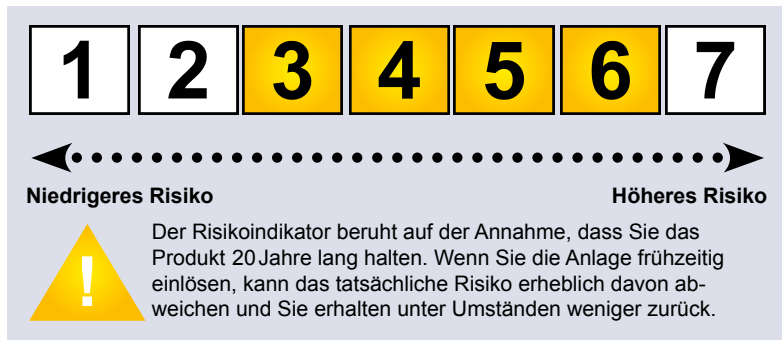 1 2 3 4 5 6 7
Niedrigeres Risiko Höheres Risiko
!
Der Risikoindikator beruht auf der Annahme, dass Sie das
Produkt 20 Jahre lang halten. Wenn Sie die Anlage frühzeitig
einlösen, kann das tatsächliche Risiko erheblich davon ab-
weichen und Sie erhalten unter Umständen weniger zurück.